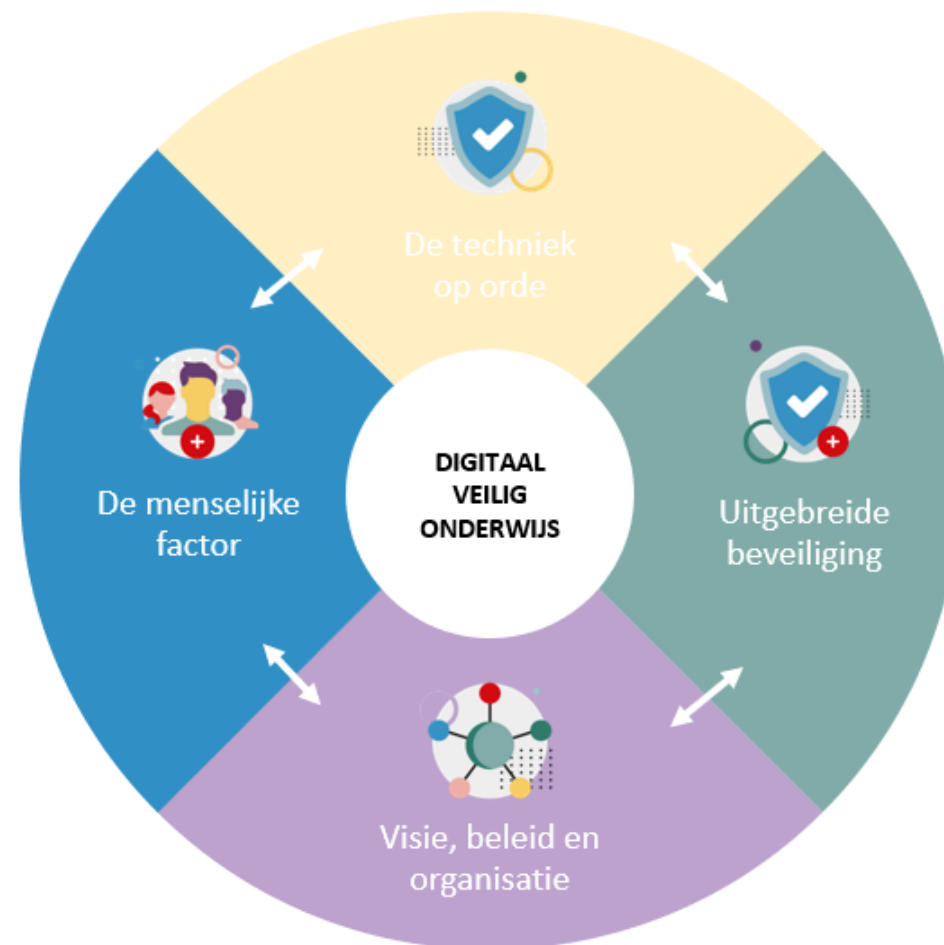 De techniek
op orde
De menselijke
factor
DIGITAAL
VEILIG
ONDERWIJS
Uitgebreide
beveiliging
Visie, beleid en
organisatie